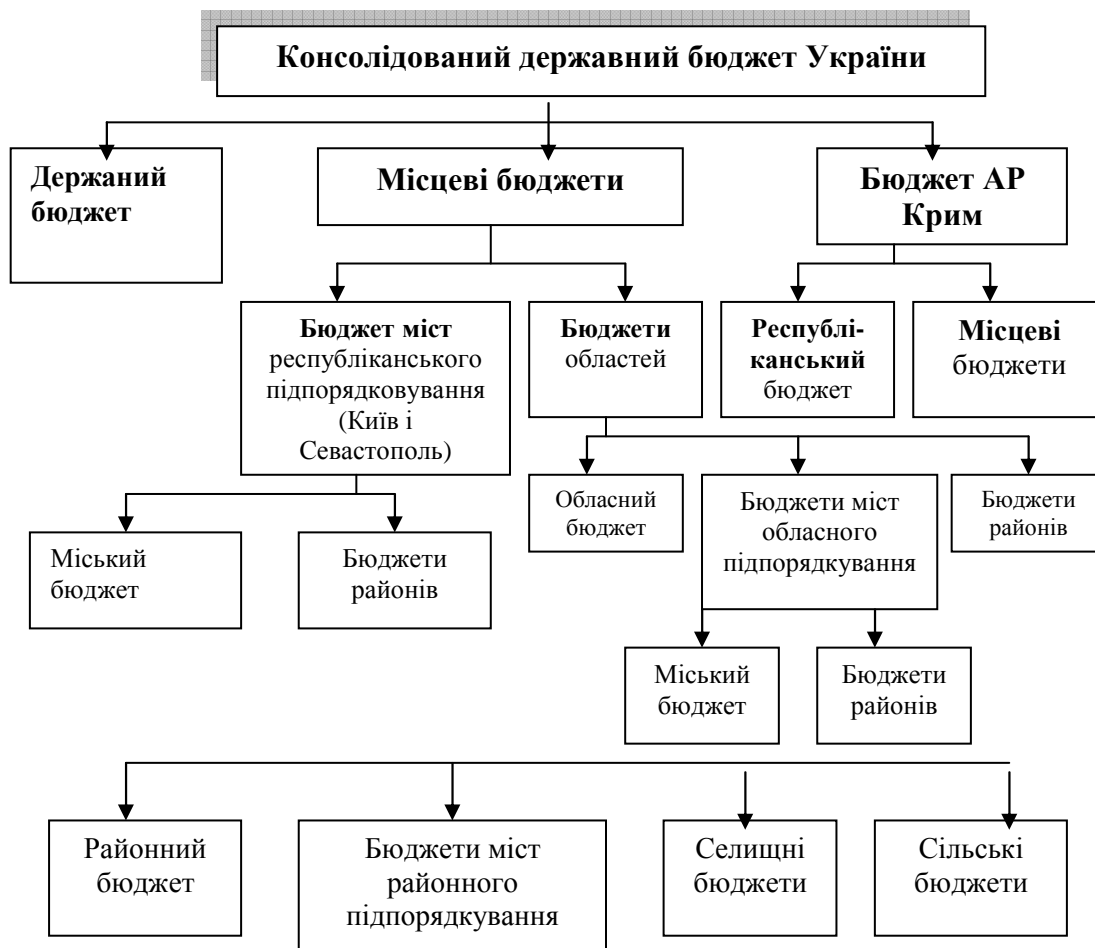 Консолідований державний бюджет України
Держаний
бюджет
Місцеві бюджети
Бюджет АР
Крим
Бюджет міст
республіканського
підпорядковування
(Київ і
Севастополь)
Бюджети
областей
Республі-
канський
бюджет
Місцеві
бюджети
Обласний
бюджет
Бюджети міст
обласного
підпорядкування
Бюджети
районів
Міський
бюджет
Бюджети
районів
Міський
бюджет
Бюджети
районів
Районний
бюджет
Бюджети міст
районного
підпорядкування
Селищні
бюджети
Сільські
бюджети